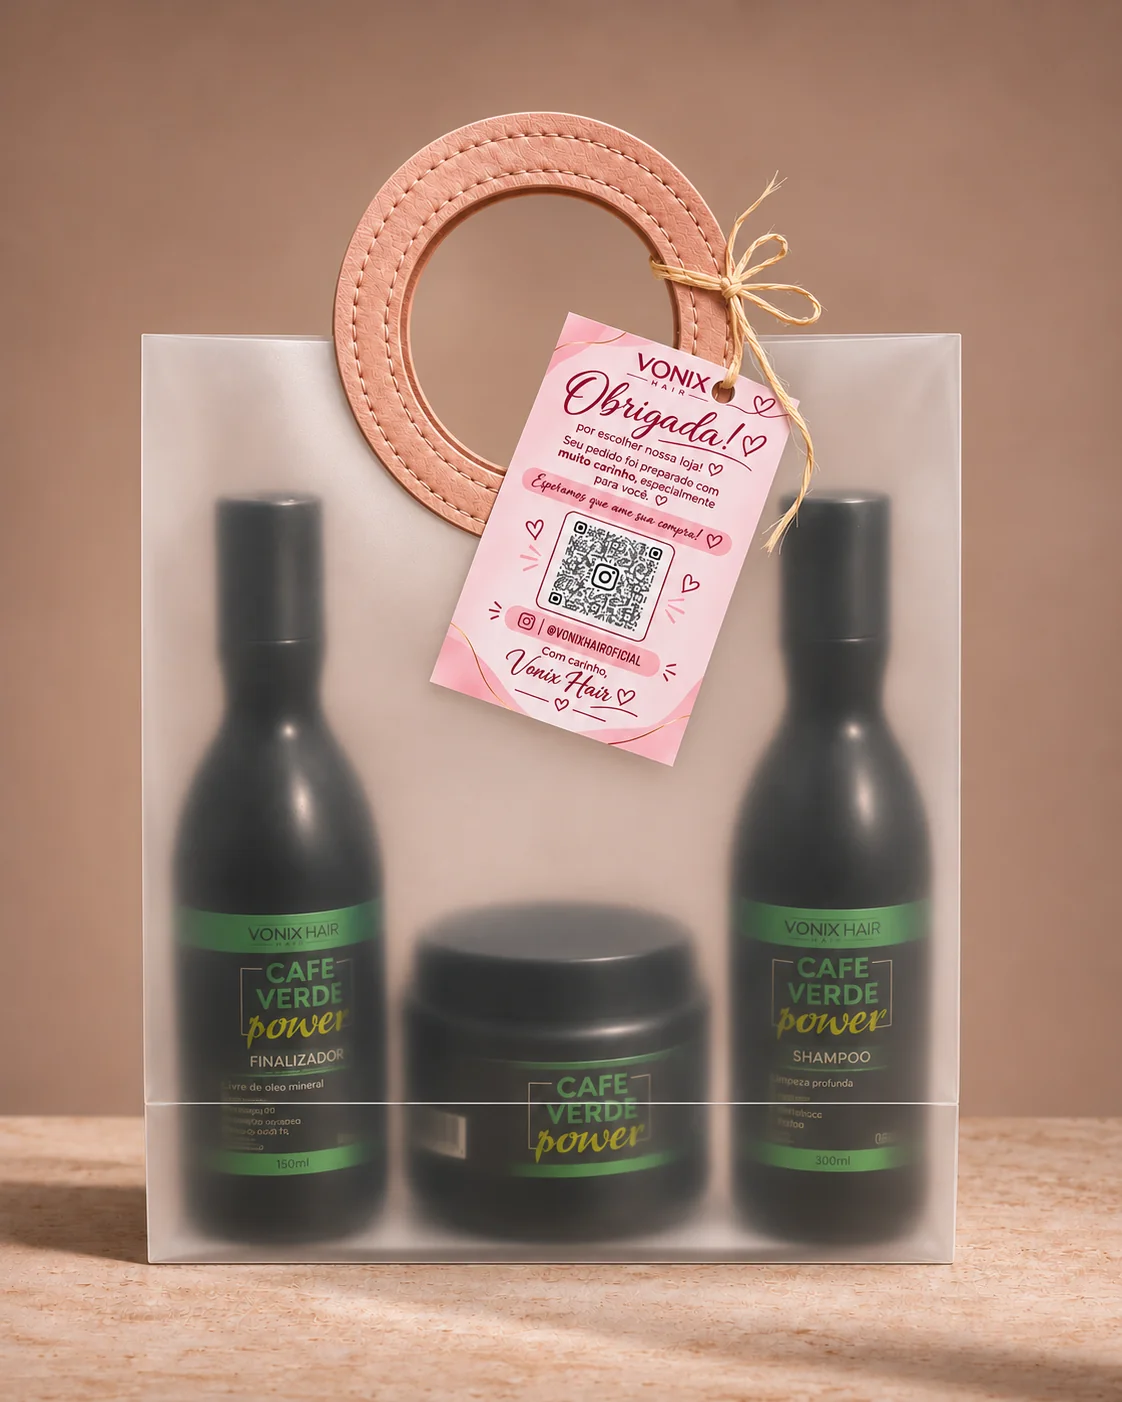 VONIX
HAIR
Obrigada!
por escolher nossa loja!
Seu pedido foi preparado com
muito carinho, especialmente
para você.
Esperamos que ame sua compra!
@VONIXHAIROFICIAL
Com carinho,
Vonix Hair
VONIX HAIR
HAIR
CAFE
VERDE
power
FINALIZADOR
Livre de oleo mineral
150ml
CAFE
VERDE
power
VONIX HAIR
HAIR
CAFE
VERDE
power
SHAMPOO
Limpeza profunda
300ml